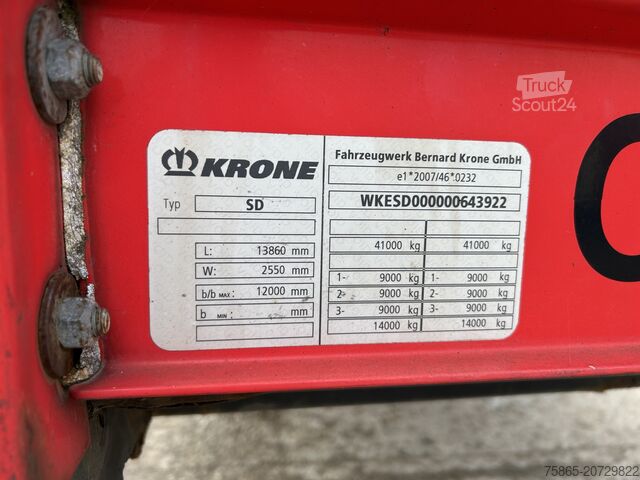 Truck
Scout24
KRONE
Typ SD
L: 13860 mm
W: 2550 mm
b/b MAX: 12000 mm
b MIN: mm
Fahrzeugwerk Bernard Krone GmbH
e1*2007/46*0232
WKESD000000643922
41000 kg 41000 kg
1- 9000 kg 1- 9000 kg
2- 9000 kg 2- 9000 kg
3- 9000 kg 3- 9000 kg
14000 kg 14000 kg
75865-20729822